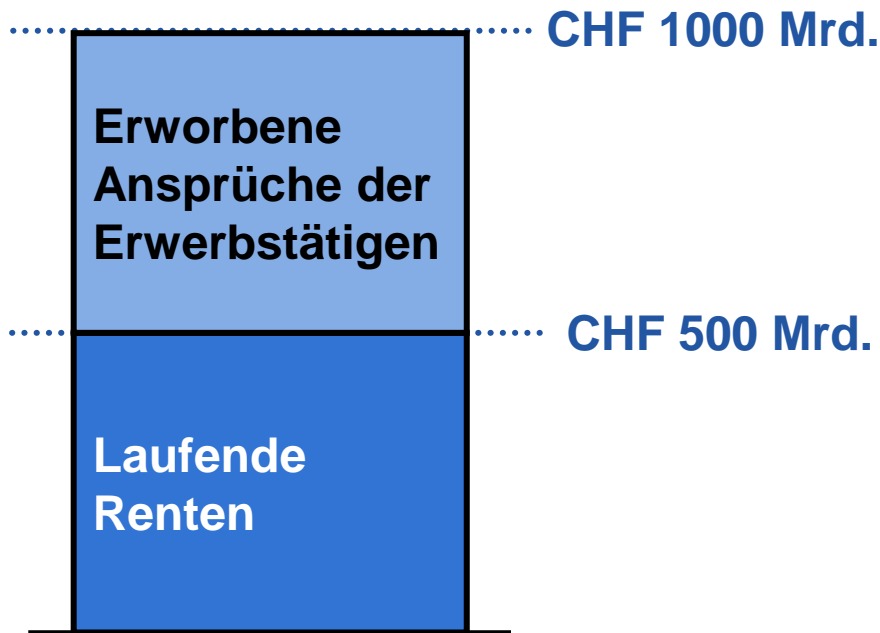 CHF 1000 Mrd.
Erworbene
Ansprüche der
Erwerbstätigen
CHF 500 Mrd.
Laufende
Renten